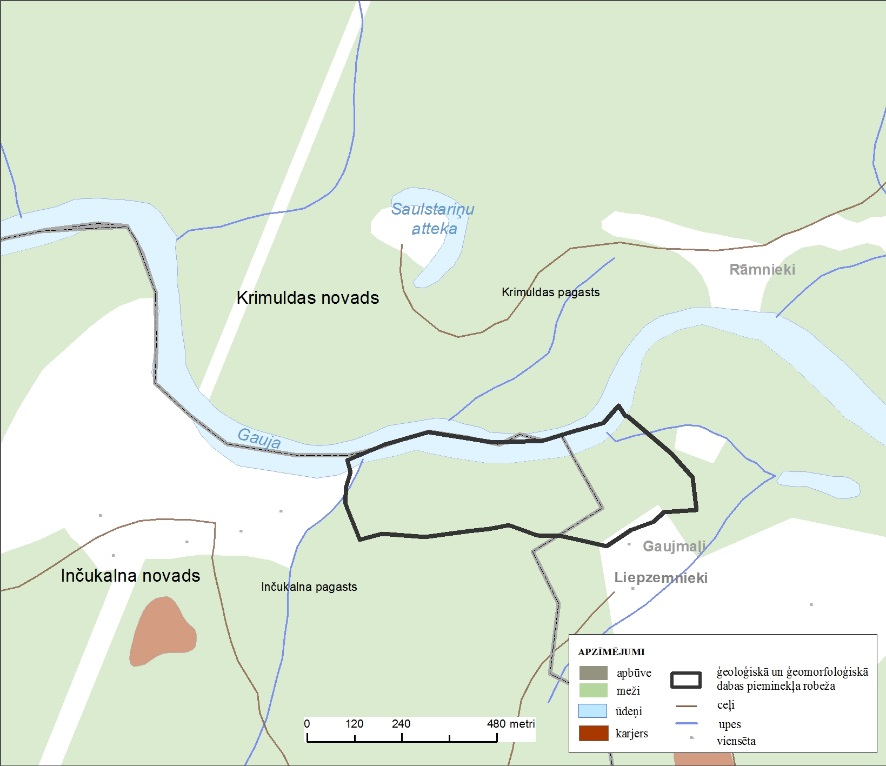 Saulstariņu
atteka
Rāmnieki
Krimuldas novads
Krimuldas pagasts
Gauja
Gaujmaļi
Inčukalna novads
Liepzemnieki
Inčukalna pagasts
APZĪMĒJUMI
apbūve
meži
ūdeņi
karjers
ģeoloģiskā un ģeomorfoloģiskā
dabas pieminekļa robeža
ceļi
upes
viensēta
0 120 240 480 metri